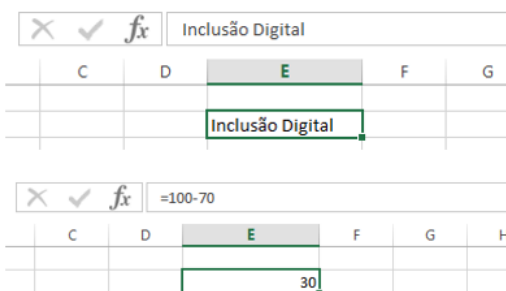 fx Inclusão Digital
C D E F G
Inclusão Digital
fx =100-70
C D E F G H
30